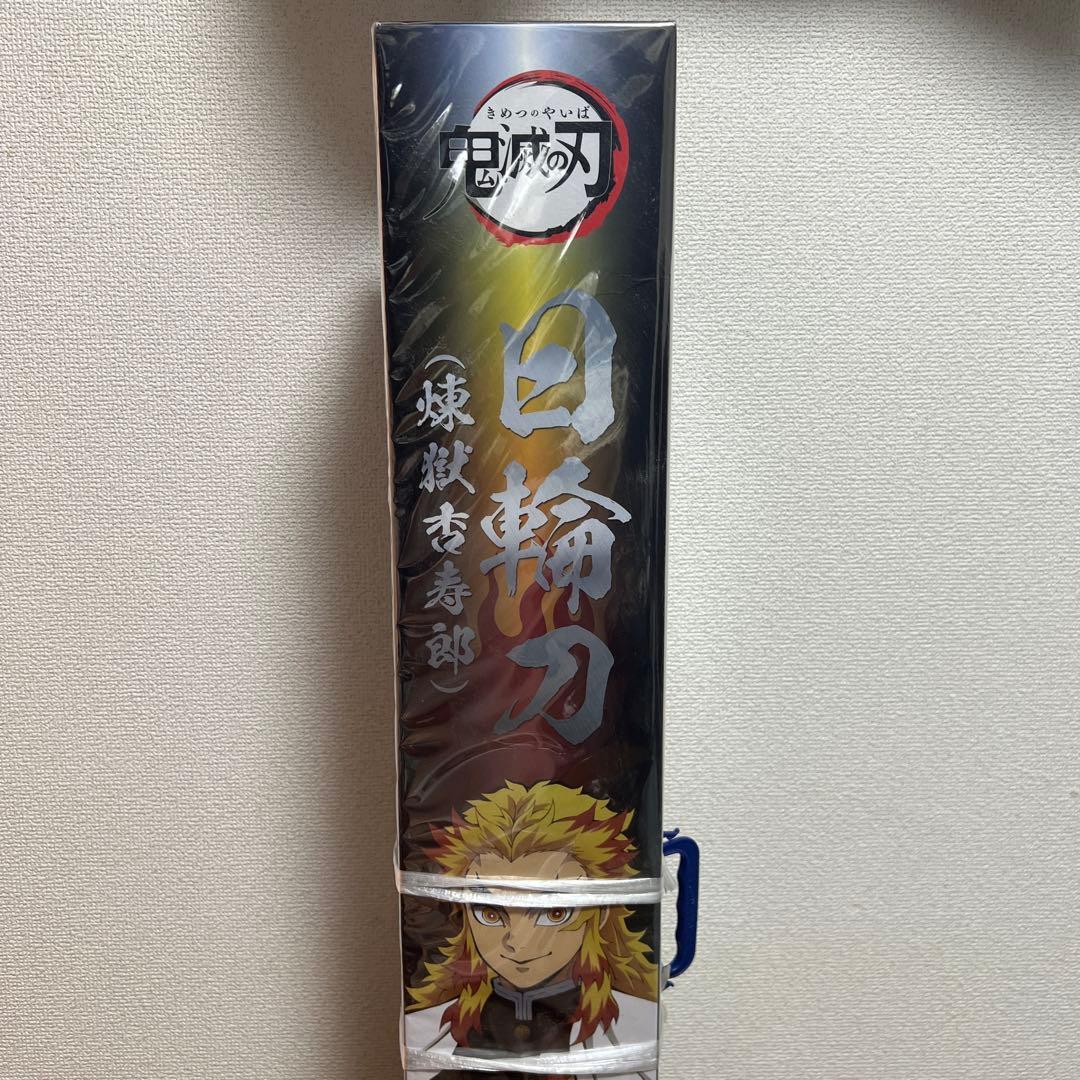 きめつのやいば
鬼滅の刃
日輪刀
(煉獄杏寿郎)